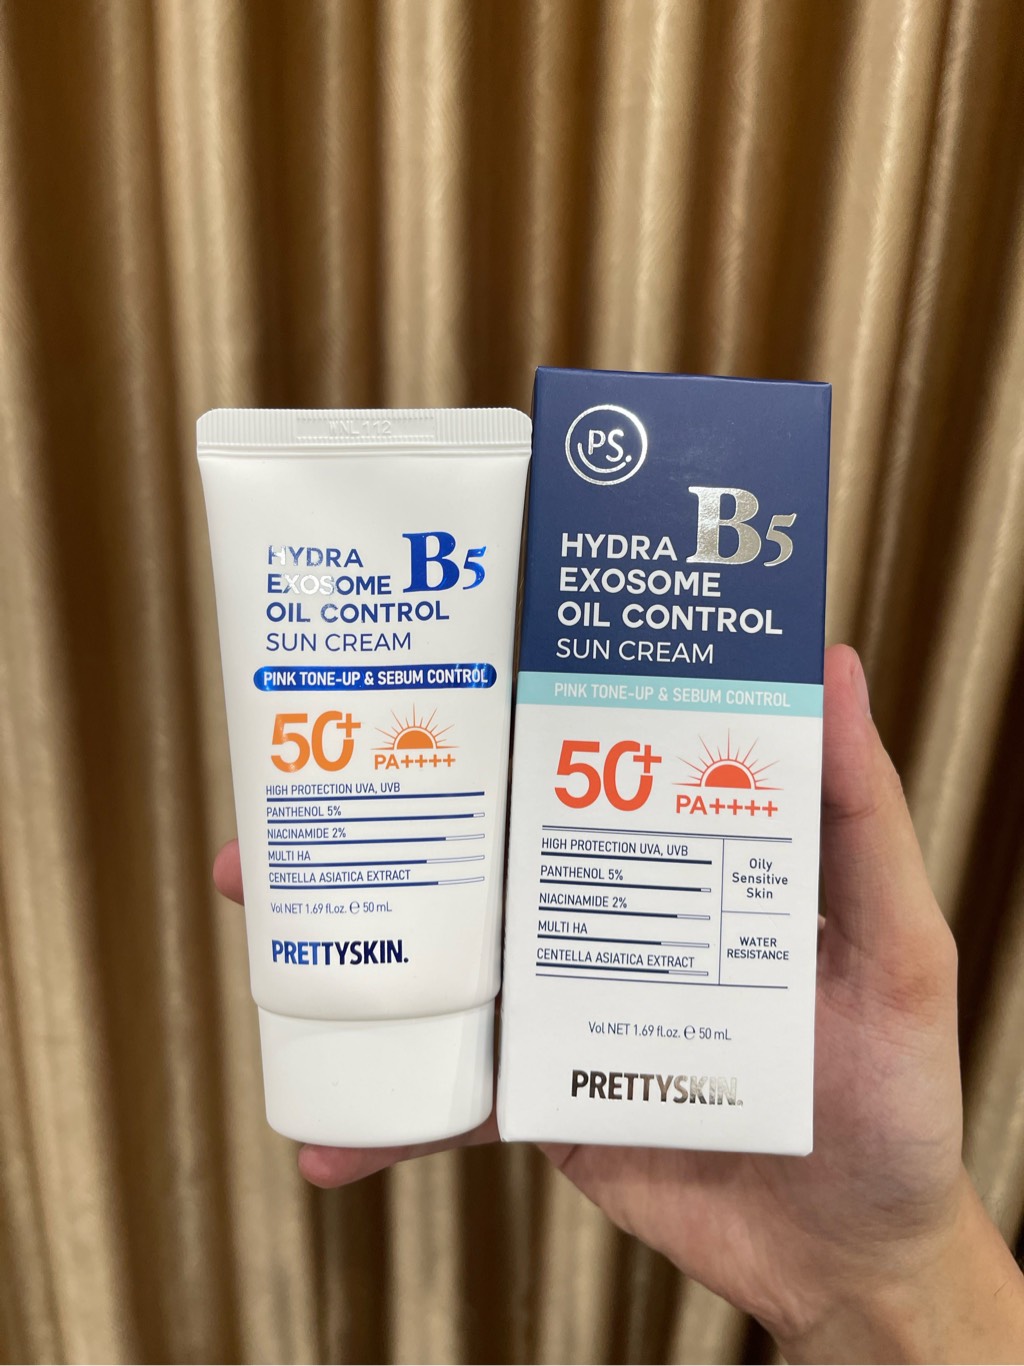 WNL112
HYDRA B5
EXOSOME
OIL CONTROL
SUN CREAM
PINK TONE-UP & SEBUM CONTROL
50+
PA++++
HIGH PROTECTION UVA, UVB
PANTHENOL 5%
NIACINAMIDE 2%
MULTI HA
CENTELLA ASIATICA EXTRACT
Vol NET 1.69 fl.oz. ℮ 50 mL
PRETTYSKIN.
PS.
HYDRA B5
EXOSOME
OIL CONTROL
SUN CREAM
PINK TONE-UP & SEBUM CONTROL
50+
PA++++
HIGH PROTECTION UVA, UVB
PANTHENOL 5%
NIACINAMIDE 2%
MULTI HA
CENTELLA ASIATICA EXTRACT
Oily
Sensitive
Skin
WATER
RESISTANCE
Vol NET 1.69 fl.oz. ℮ 50 mL
PRETTYSKIN.